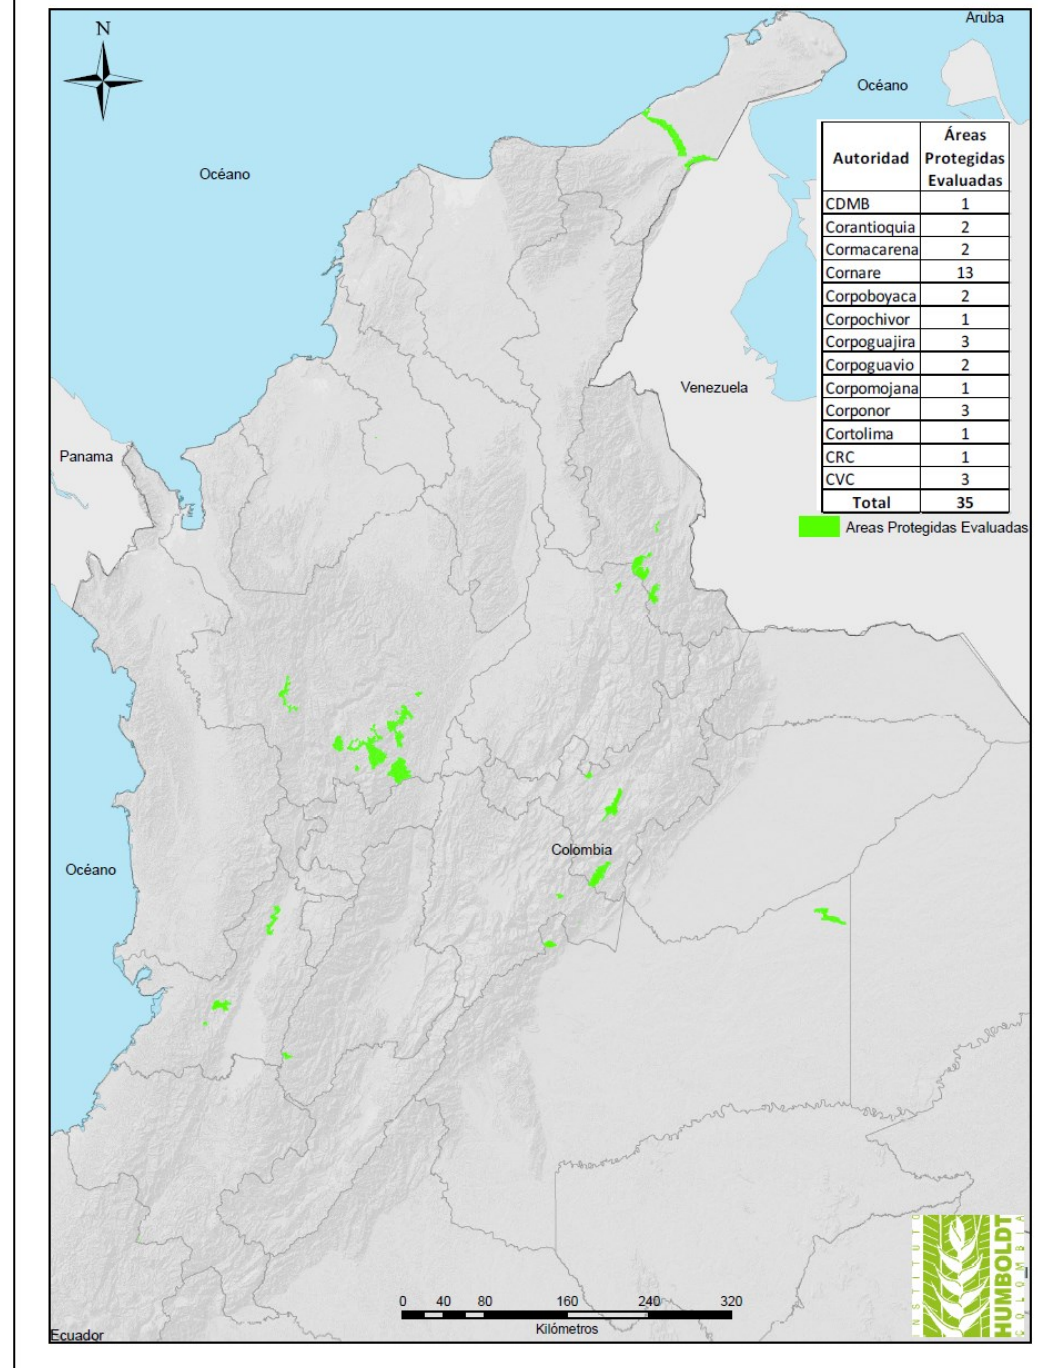 N
Aruba
Océano
Océano
Autoridad Áreas Protegidas Evaluadas
CDMB 1
Corantioquia 2
Cormacarena 2
Cornare 13
Corpoboyaca 2
Corpochivor 1
Corpoguajira 3
Corpoguavio 2
Corpomojana 1
Corponor 3
Cortolima 1
CRC 1
CVC 3
Total 35
Areas Protegidas Evaluadas
Venezuela
Panama
Colombia
Océano
0 40 80 160 240 320
Kilómetros
Ecuador
INSTITUTO
HUMBOLDT
COLOMBIA